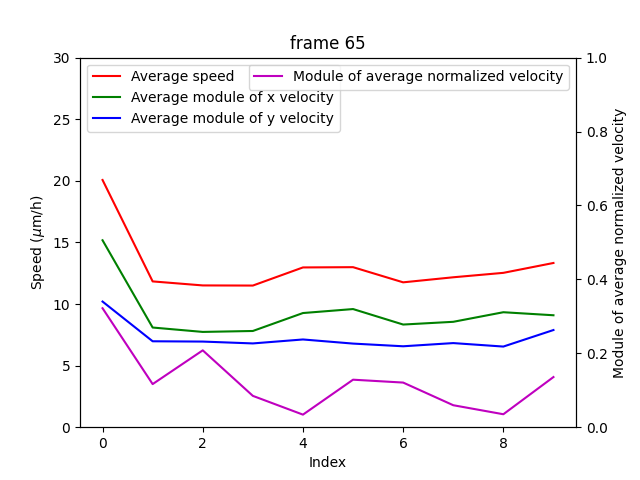 frame 65
Average speed
Average module of x velocity
Average module of y velocity
Module of average normalized velocity
30
25
20
15
10
5
0
Speed (μm/h)
1.0
0.8
0.6
0.4
0.2
0.0
Module of average normalized velocity
0 2 4 6 8
Index